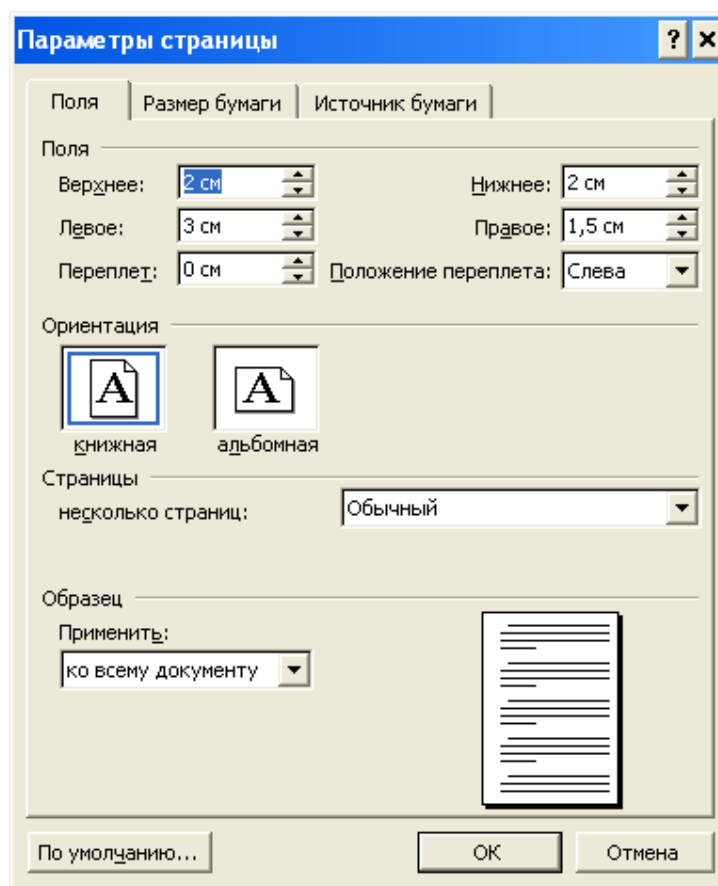 Параметры страницы ? ×
Поля Размер бумаги Источник бумаги
Поля
Верхнее: 2 см Нижнее: 2 см
Левое: 3 см Правое: 1,5 см
Переплет: 0 см Положение переплета: Слева
Ориентация
A A
книжная альбомная
Страницы
несколько страниц: Обычный
Образец
Применить:
ко всему документу
По умолчанию... ОК Отмена